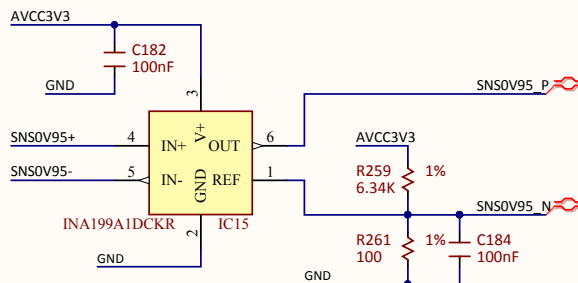 AVCC3V3
C182
100nF
GND
3
V+
SNS0V95+
4
IN+
OUT
6
SNS0V95_P
SNS0V95-
5
IN-
GND
REF
1
AVCC3V3
R259
1%
6.34K
SNS0V95_N
INA199A1DCKR
IC15
2
GND
R261
1%
100
C184
100nF
GND